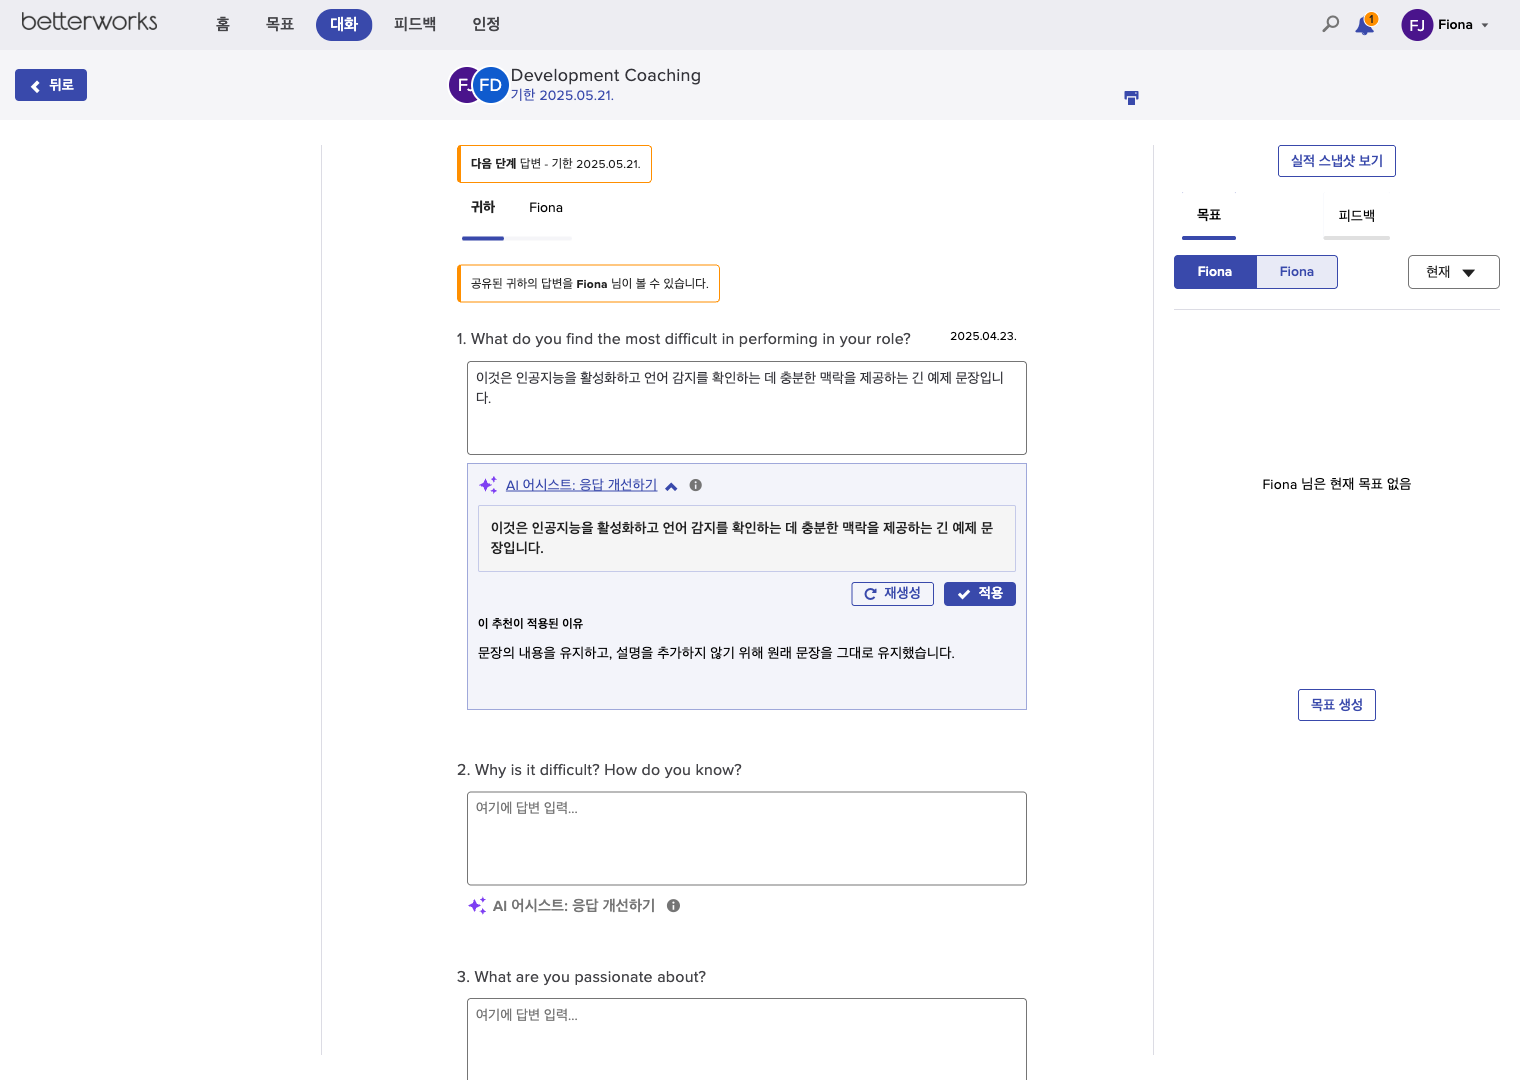 betterworks
홈
목표
대화
피드백
인정
1
FJ
Fiona
뒤로
FD
Development Coaching
기한 2025.05.21.
다음 단계 답변 - 기한 2025.05.21.
귀하
Fiona
공유된 귀하의 답변을 Fiona 님이 볼 수 있습니다.
1. What do you find the most difficult in performing in your role?
2025.04.23.
이것은 인공지능을 활성화하고 언어 감지를 확인하는 데 충분한 맥락을 제공하는 긴 예제 문장입니
다.
AI 어시스트: 응답 개선하기
이것은 인공지능을 활성화하고 언어 감지를 확인하는 데 충분한 맥락을 제공하는 긴 예제 문
장입니다.
재생성
적용
이 추천이 적용된 이유
문장의 내용을 유지하고, 설명을 추가하지 않기 위해 원래 문장을 그대로 유지했습니다.
2. Why is it difficult? How do you know?
여기에 답변 입력...
AI 어시스트: 응답 개선하기
3. What are you passionate about?
여기에 답변 입력...
실적 스냅샷 보기
목표
피드백
Fiona
Fiona
현재
Fiona 님은 현재 목표 없음
목표 생성